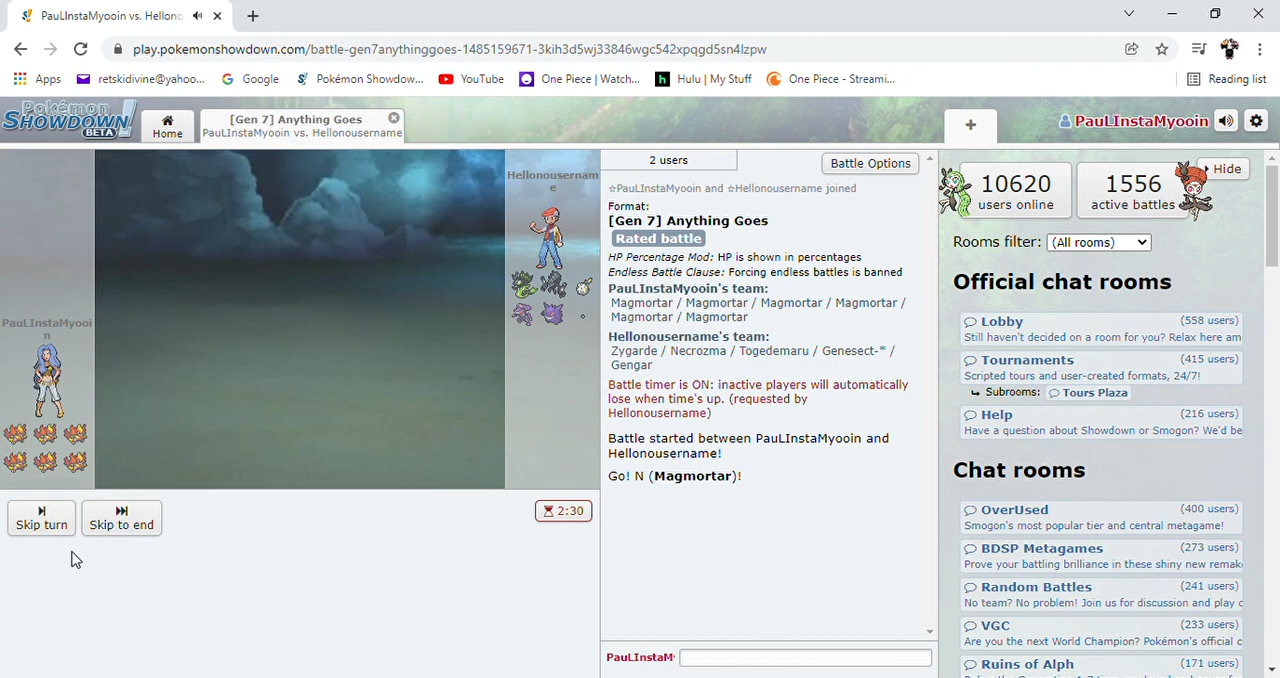 PauLInstaMyooin vs. Hellono
play.pokemonshowdown.com/battle-gen7anythinggoes-1485159671-3kih3d5wj33846wgc542xpqgd5sn4lzpw
Apps retskidivine@yahoo... Google Pokémon Showdow... YouTube One Piece | Watch... Hulu | My Stuff One Piece - Streami... Reading list
Pokémon
Showdown!
BETA
Home
[Gen 7] Anything Goes
PauLInstaMyooin vs. Hellonousername
+
PauLInstaMyooin
Hellonousernam
e
PauLInstaMyooi
n
Skip turn
Skip to end
2:30
2 users
Battle Options
☆PauLInstaMyooin and ☆Hellonousername joined
Format:
[Gen 7] Anything Goes
Rated battle
HP Percentage Mod: HP is shown in percentages
Endless Battle Clause: Forcing endless battles is banned
PauLInstaMyooin's team:
Magmortar / Magmortar / Magmortar / Magmortar /
Magmortar / Magmortar
Hellonousername's team:
Zygarde / Necrozma / Togedemaru / Genesect-* /
Gengar
Battle timer is ON: inactive players will automatically
lose when time's up. (requested by
Hellonousername)
Battle started between PauLInstaMyooin and
Hellonousername!
Go! N (Magmortar)!
PauLInstaM
10620
users online
1556
active battles
Hide
Rooms filter: (All rooms)
Official chat rooms
Lobby (558 users)
Still haven't decided on a room for you? Relax here am
Tournaments (415 users)
Scripted tours and user-created formats, 24/7!
Subrooms: Tours Plaza
Help (216 users)
Have a question about Showdown or Smogon? We'd be
Chat rooms
OverUsed (400 users)
Smogon's most popular tier and central metagame!
BDSP Metagames (273 users)
Prove your battling brilliance in these shiny new remak
Random Battles (241 users)
No team? No problem! Join us for discussion and play c
VGC (233 users)
Are you the next World Champion? Pokémon's official c
Ruins of Alph (171 users)